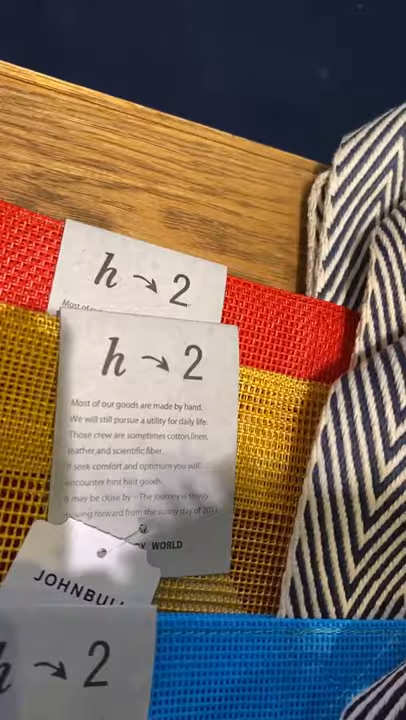 h → 2
Most of our
h → 2
Most of our goods are made by hand.
We will still pursue a utility for daily life.
Those crew are sometimes cotton,linen,
leather,and scientific fiber.
If seek comfort and optimum you will
encounter hint hint goods.
It may be close by - The journey is
moving forward from the sunny day of 2011
WORLD
JOHNBULL
h → 2